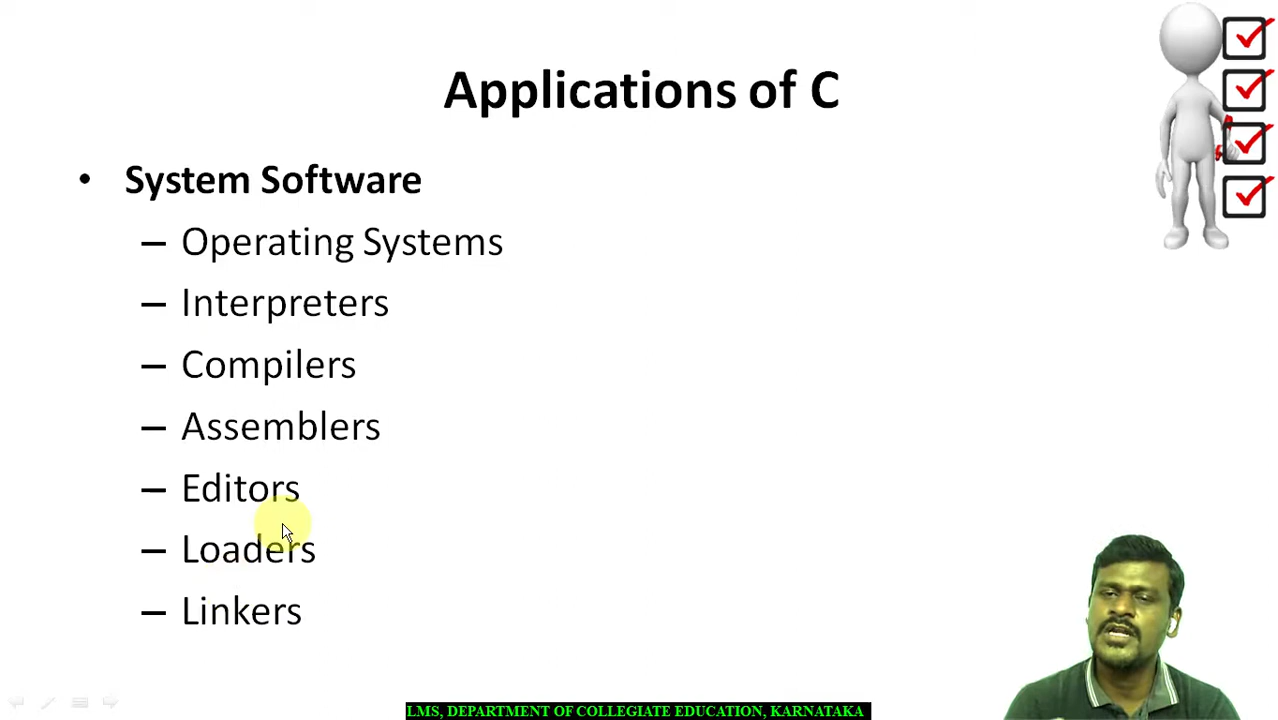 Applications of C
• System Software
– Operating Systems
– Interpreters
– Compilers
– Assemblers
– Editors
– Loaders
– Linkers
LMS, DEPARTMENT OF COLLEGIATE EDUCATION, KARNATAKA